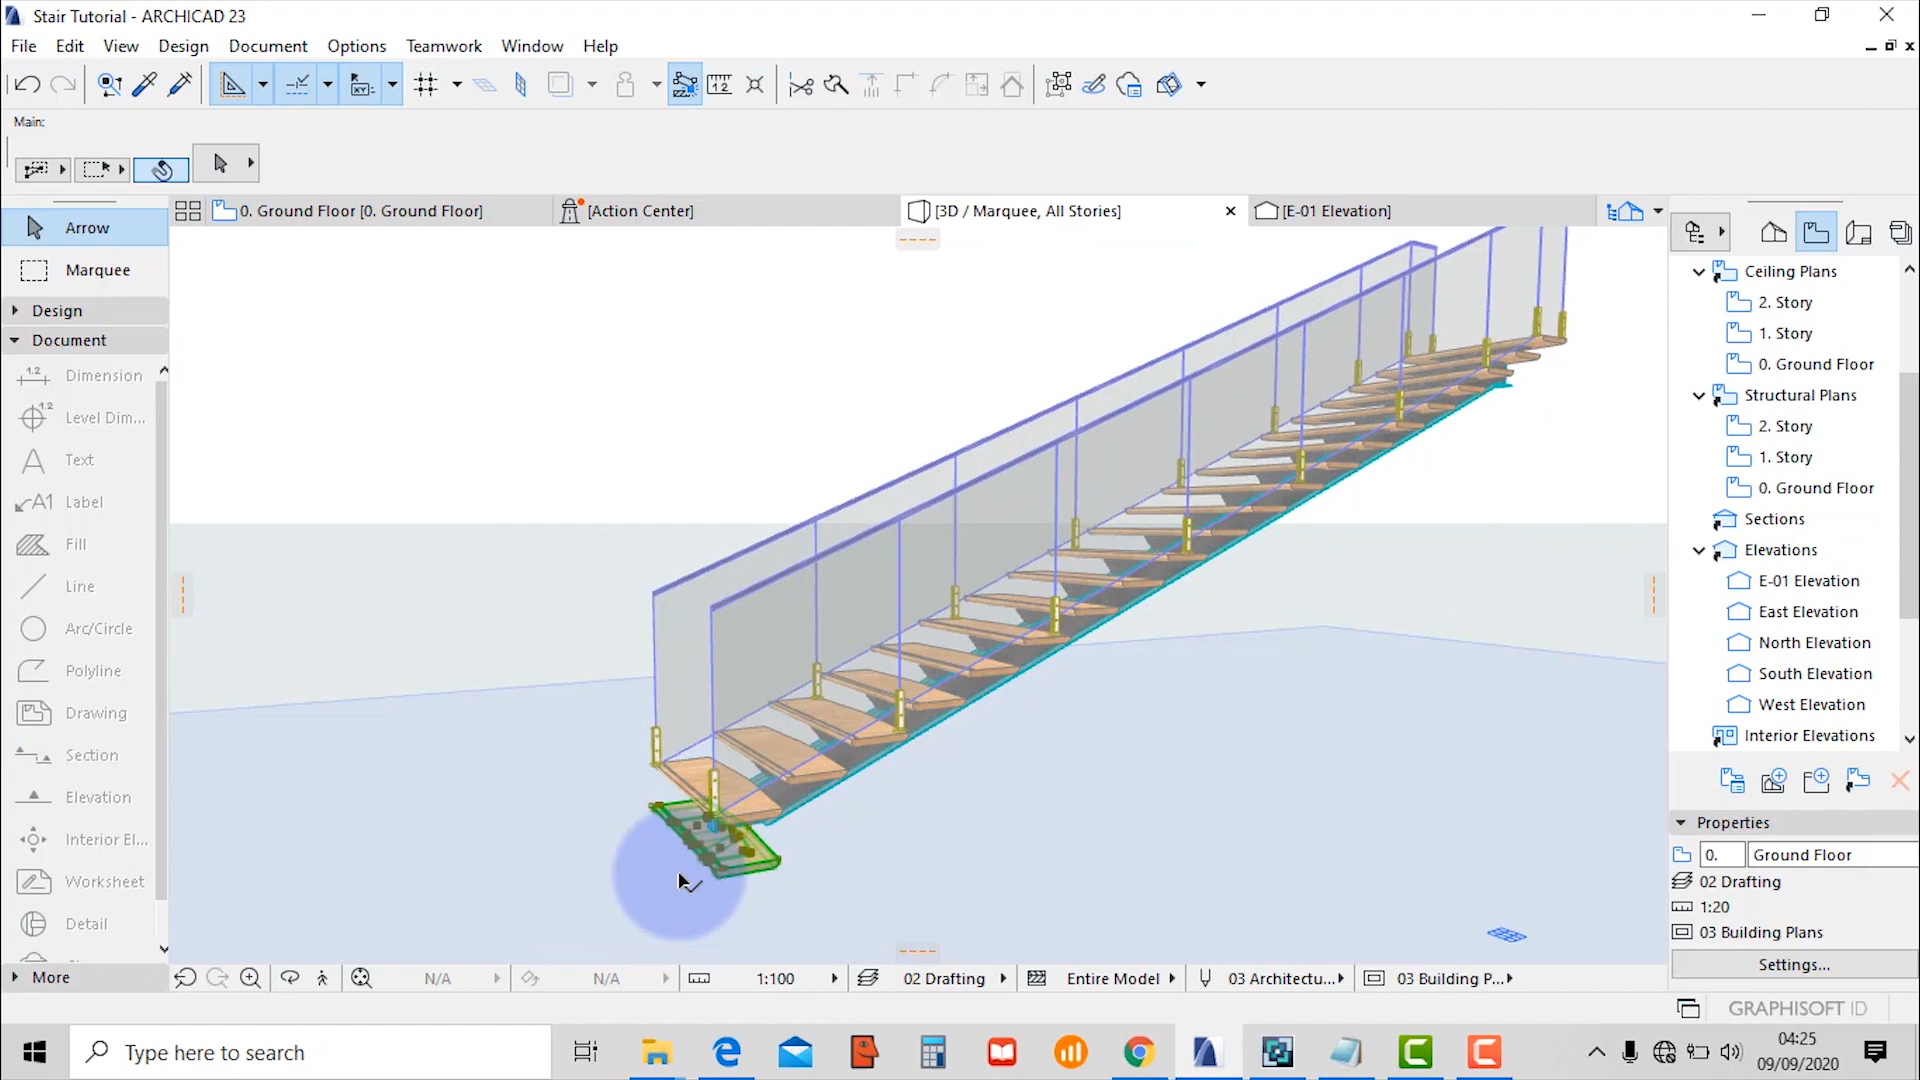 Stair Tutorial - ARCHICAD 23
File Edit View Design Document Options Teamwork Window Help
Main:
0. Ground Floor [0. Ground Floor]
[Action Center]
[3D / Marquee, All Stories]
[E-01 Elevation]
Arrow
Marquee
Design
Document
Dimension
Level Dim...
Text
Label
Fill
Line
Arc/Circle
Polyline
Drawing
Section
Elevation
Interior El...
Worksheet
Detail
More
Ceiling Plans
2. Story
1. Story
0. Ground Floor
Structural Plans
2. Story
1. Story
0. Ground Floor
Sections
Elevations
E-01 Elevation
East Elevation
North Elevation
South Elevation
West Elevation
Interior Elevations
Properties
0. Ground Floor
02 Drafting
1:20
03 Building Plans
Settings...
N/A N/A 1:100 02 Drafting Entire Model 03 Architectu... 03 Building P...
GRAPHISOFT ID
Type here to search
04:25
09/09/2020